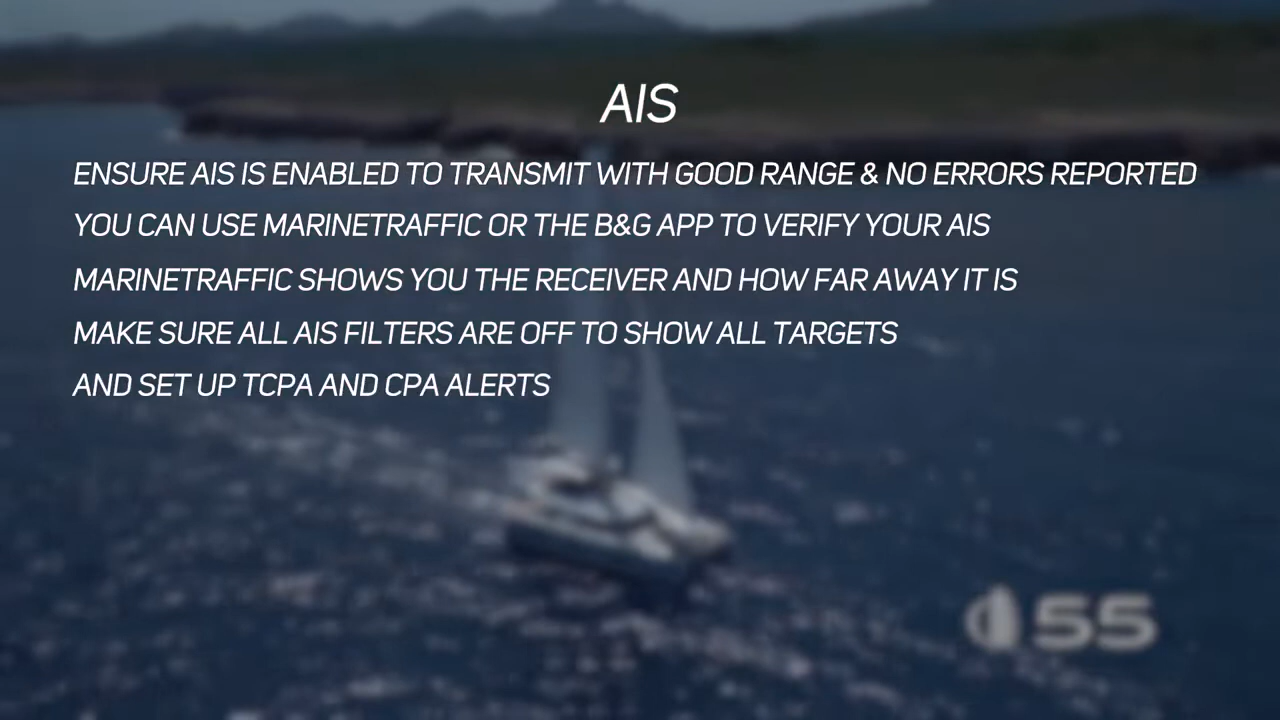 AIS
ENSURE AIS IS ENABLED TO TRANSMIT WITH GOOD RANGE & NO ERRORS REPORTED
YOU CAN USE MARINETRAFFIC OR THE B&G APP TO VERIFY YOUR AIS
MARINETRAFFIC SHOWS YOU THE RECEIVER AND HOW FAR AWAY IT IS
MAKE SURE ALL AIS FILTERS ARE OFF TO SHOW ALL TARGETS
AND SET UP TCPA AND CPA ALERTS
55